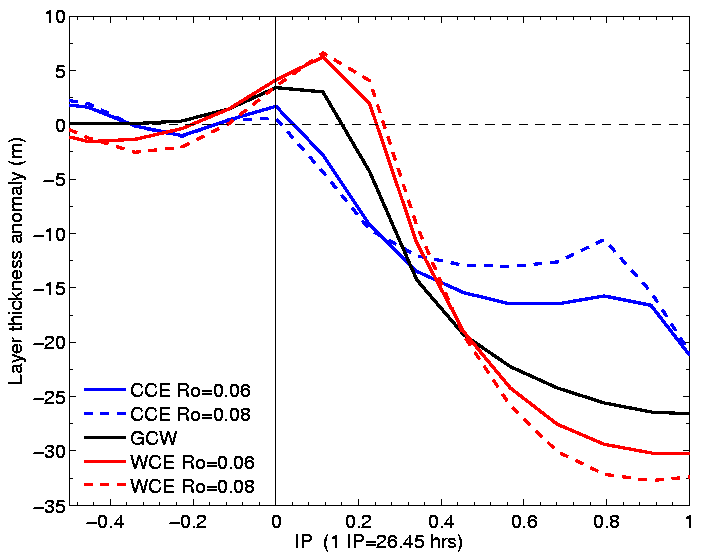 10
5
0
−5
−10
−15
−20
−25
−30
−35
Layer thickness anomaly (m)
CCE Ro=0.06
CCE Ro=0.08
GCW
WCE Ro=0.06
WCE Ro=0.08
−0.4 −0.2 0 0.2 0.4 0.6 0.8 1
IP (1 IP=26.45 hrs)